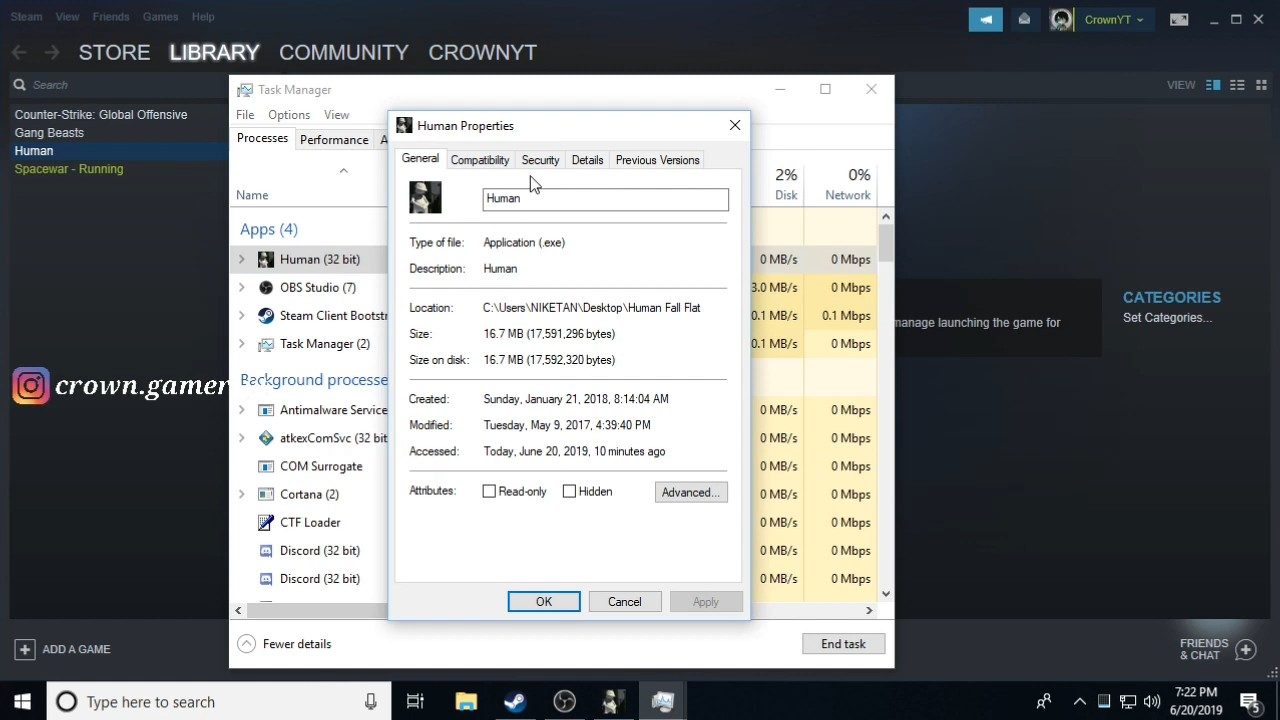 Steam View Friends Games Help
CrownYT
STORE LIBRARY COMMUNITY CROWNYT
Search
VIEW
Counter-Strike: Global Offensive
Gang Beasts
Human
Spacewar - Running
Task Manager
File Options View
Processes Performance A
2% 0%
Name Disk Network
Apps (4)
Human (32 bit) 0 MB/s 0 Mbps
OBS Studio (7) 3.0 MB/s 0 Mbps
Steam Client Bootstr 0.1 MB/s 0 Mbps
Task Manager (2) 0.1 MB/s 0 Mbps
Background processe
Antimalware Service 0 MB/s 0 Mbps
atkexComSvc (32 bit) 0 MB/s 0 Mbps
COM Surrogate 0 MB/s 0 Mbps
Cortana (2) 0 MB/s 0 Mbps
CTF Loader 0 MB/s 0 Mbps
Discord (32 bit) 0 MB/s 0 Mbps
Discord (32 bit) 0 MB/s 0 Mbps
Fewer details End task
Human Properties
General Compatibility Security Details Previous Versions
Human
Type of file: Application (.exe)
Description: Human
Location: C:\Users\NIKETAN\Desktop\Human Fall Flat
Size: 16.7 MB (17,591,296 bytes)
Size on disk: 16.7 MB (17,592,320 bytes)
Created: Sunday, January 21, 2018, 8:14:04 AM
Modified: Tuesday, May 9, 2017, 4:39:40 PM
Accessed: Today, June 20, 2019, 10 minutes ago
Attributes: Read-only Hidden Advanced...
OK Cancel Apply
manage launching the game for
CATEGORIES
Set Categories...
crown.gamer
ADD A GAME
FRIENDS
& CHAT
Type here to search
7:22 PM
6/20/2019
5